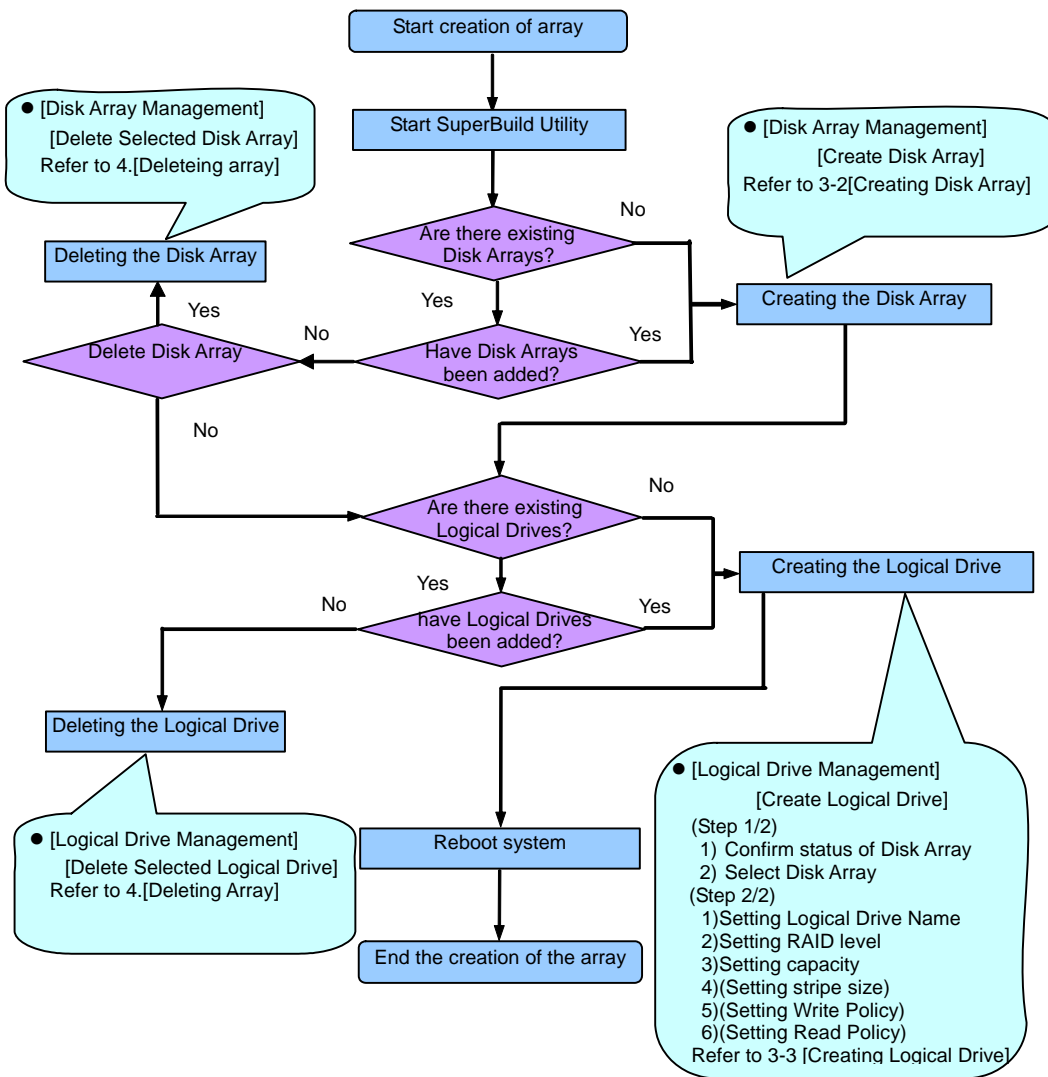 Start creation of array
● [Disk Array Management]
[Delete Selected Disk Array]
Refer to 4.[Deleteing array]
Start SuperBuild Utility
● [Disk Array Management]
[Create Disk Array]
Refer to 3-2[Creating Disk Array]
No
Are there existing
Disk Arrays?
Deleting the Disk Array
Yes
Creating the Disk Array
Yes
No
Yes
Delete Disk Array
Have Disk Arrays
been added?
No
No
Are there existing
Logical Drives?
Creating the Logical Drive
Yes
No
Yes
have Logical Drives
been added?
Deleting the Logical Drive
● [Logical Drive Management]
[Delete Selected Logical Drive]
Refer to 4.[Deleting Array]
Reboot system
End the creation of the array
● [Logical Drive Management]
[Create Logical Drive]
(Step 1/2)
1) Confirm status of Disk Array
2) Select Disk Array
(Step 2/2)
1)Setting Logical Drive Name
2)Setting RAID level
3)Setting capacity
4)(Setting stripe size)
5)(Setting Write Policy)
6)(Setting Read Policy)
Refer to 3-3 [Creating Logical Drive]